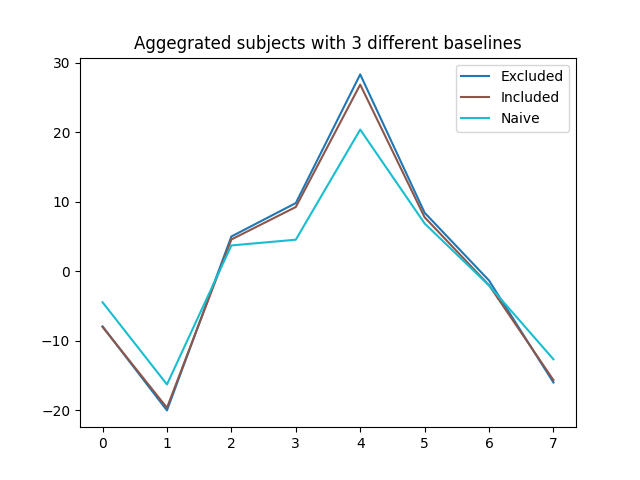 Aggegrated subjects with 3 different baselines
30
20
10
0
−10
−20
Excluded
Included
Naive
0 1 2 3 4 5 6 7